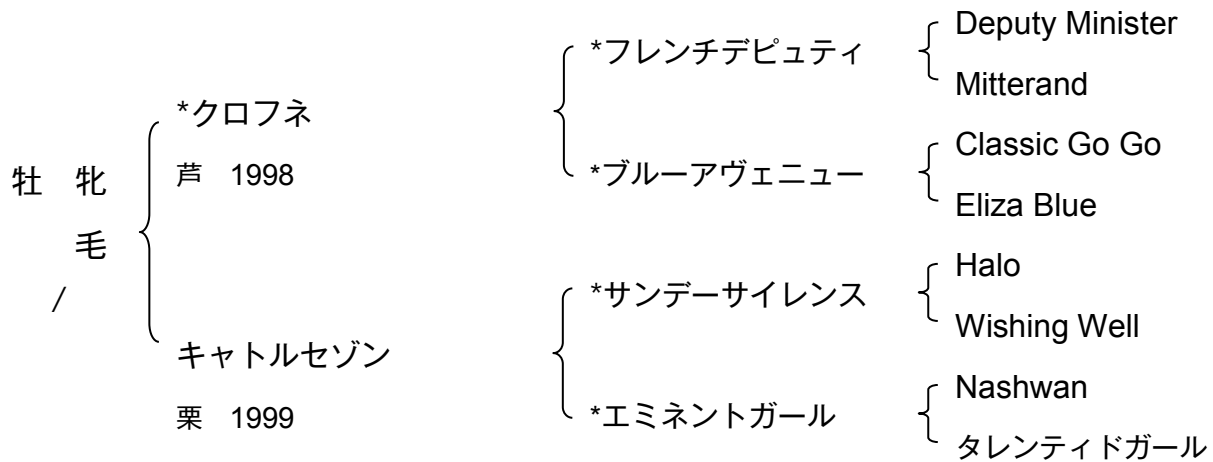 牡 牝
毛
/
*クロフネ
芦 1998
キャトルセゾン
栗 1999
*フレンチデピュティ
*ブルーアヴェニュー
*サンデーサイレンス
*エミネントガール
Deputy Minister
Mitterand
Classic Go Go
Eliza Blue
Halo
Wishing Well
Nashwan
タレンティドガール